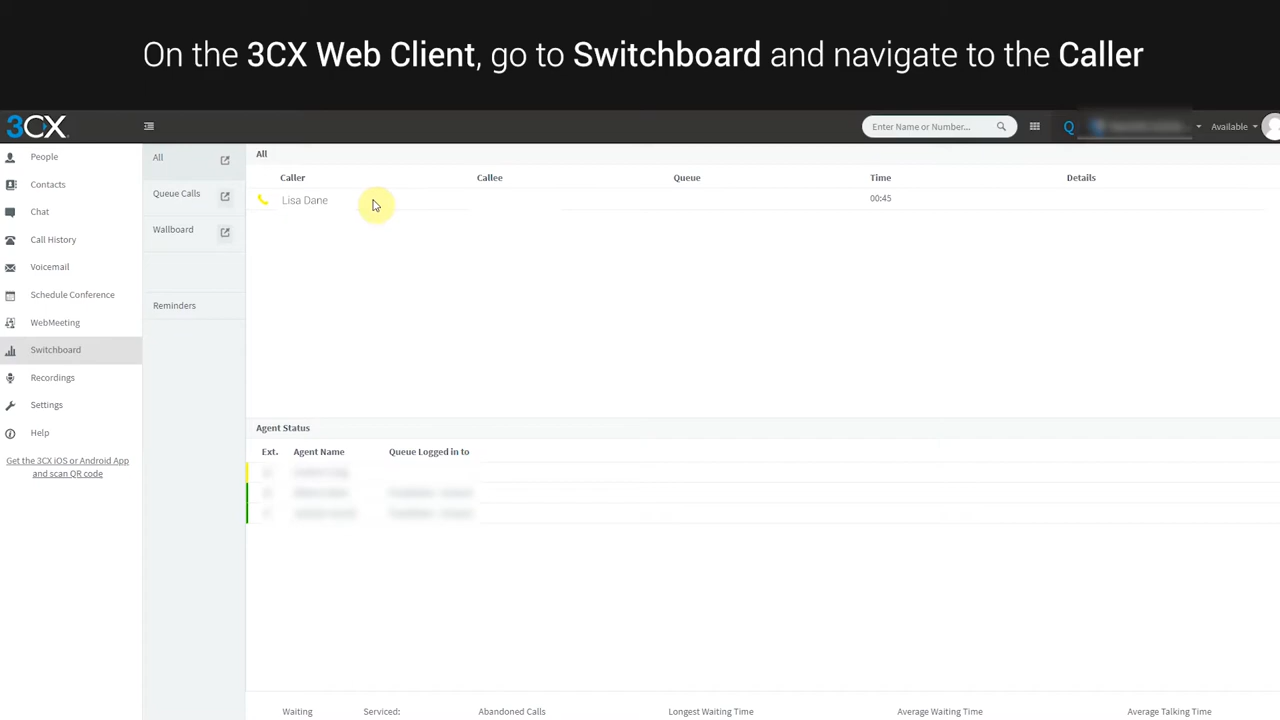 On the 3CX Web Client, go to Switchboard and navigate to the Caller
3CX
Enter Name or Number...
Q
Available
People
Contacts
Chat
Call History
Voicemail
Schedule Conference
WebMeeting
Switchboard
Recordings
Settings
Help
Get the 3CX iOS or Android App
and scan QR code
All
Queue Calls
Wallboard
Reminders
All
Caller Callee Queue Time Details
Lisa Dane 00:45
Agent Status
Ext. Agent Name Queue Logged in to
Waiting Serviced: Abandoned Calls Longest Waiting Time Average Waiting Time Average Talking Time